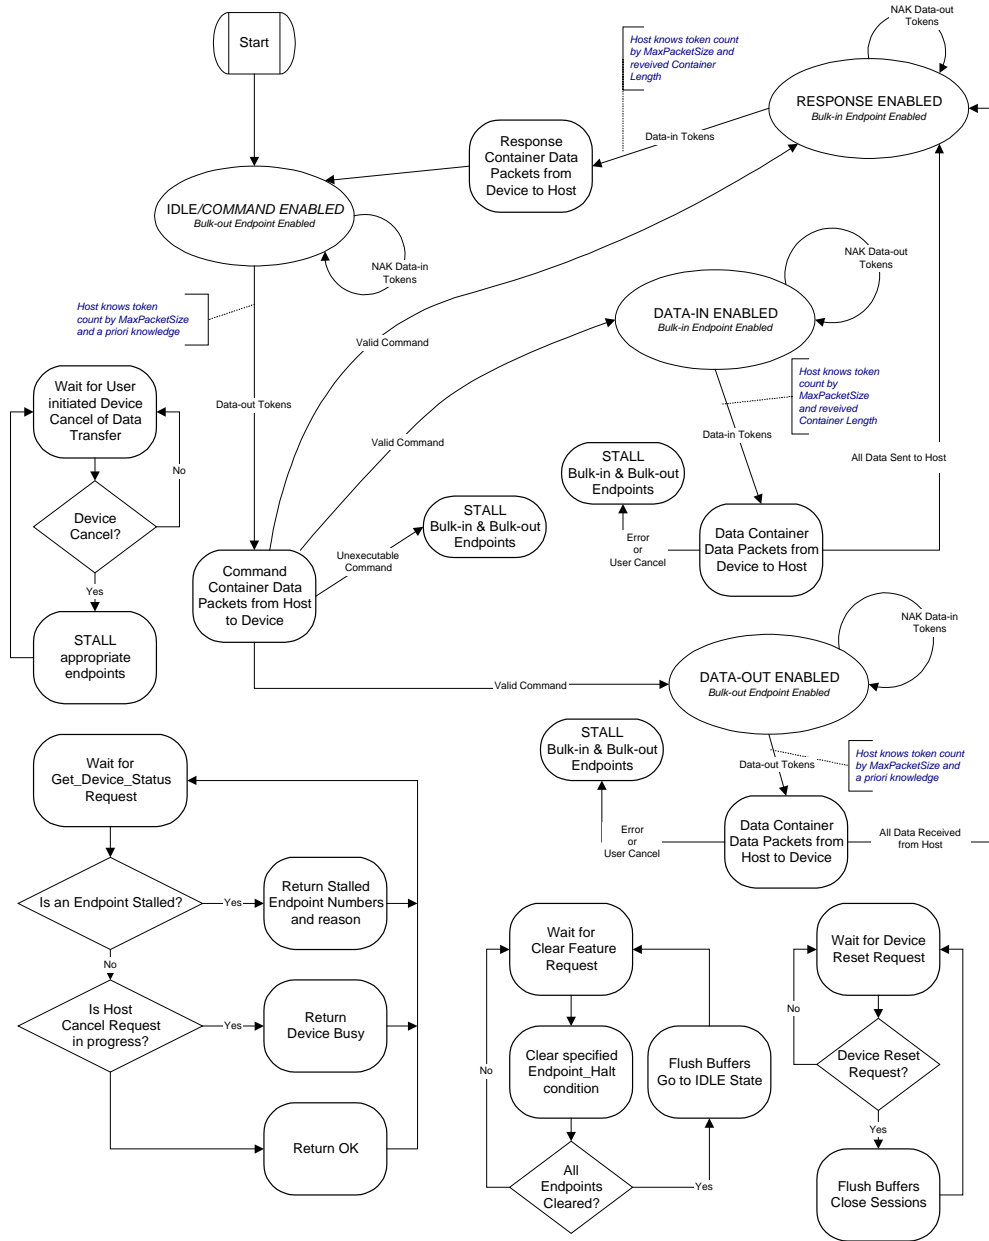 Start
NAK Data-out
Tokens
Host knows token count
by MaxPacketSize and
reveived Container
Length
RESPONSE ENABLED
Bulk-in Endpoint Enabled
Data-in Tokens
Response
Container Data
Packets from
Device to Host
IDLE/COMMAND ENABLED
Bulk-out Endpoint Enabled
NAK Data-in
Tokens
NAK Data-out
Tokens
DATA-IN ENABLED
Bulk-in Endpoint Enabled
Host knows token
count by MaxPacketSize
and a priori knowledge
Valid Command
Host knows token
count by
MaxPacketSize
and reveived
Container Length
Wait for User
initiated Device
Cancel of Data
Transfer
Data-out Tokens
Valid Command
Data-in Tokens
All Data Sent to Host
No
STALL
Bulk-in & Bulk-out
Endpoints
STALL
Bulk-in & Bulk-out
Endpoints
Device
Cancel?
Error
or
User Cancel
Data Container
Data Packets from
Device to Host
Unexecutable
Command
Command
Container Data
Packets from Host
to Device
Yes
STALL
appropriate
endpoints
NAK Data-in
Tokens
DATA-OUT ENABLED
Bulk-out Endpoint Enabled
Valid Command
STALL
Bulk-in & Bulk-out
Endpoints
Data-out Tokens
Host knows token count
by MaxPacketSize and
a priori knowledge
Wait for
Get_Device_Status
Request
Error
or
User Cancel
Data Container
Data Packets from
Host to Device
All Data Received
from Host
Is an Endpoint Stalled?
Yes
Return Stalled
Endpoint Numbers
and reason
No
Is Host
Cancel Request
in progress?
Yes
Return
Device Busy
Return OK
Wait for
Clear Feature
Request
Clear specified
Endpoint_Halt
condition
No
All
Endpoints
Cleared?
Yes
Flush Buffers
Go to IDLE State
Wait for Device
Reset Request
No
Device Reset
Request?
Yes
Flush Buffers
Close Sessions